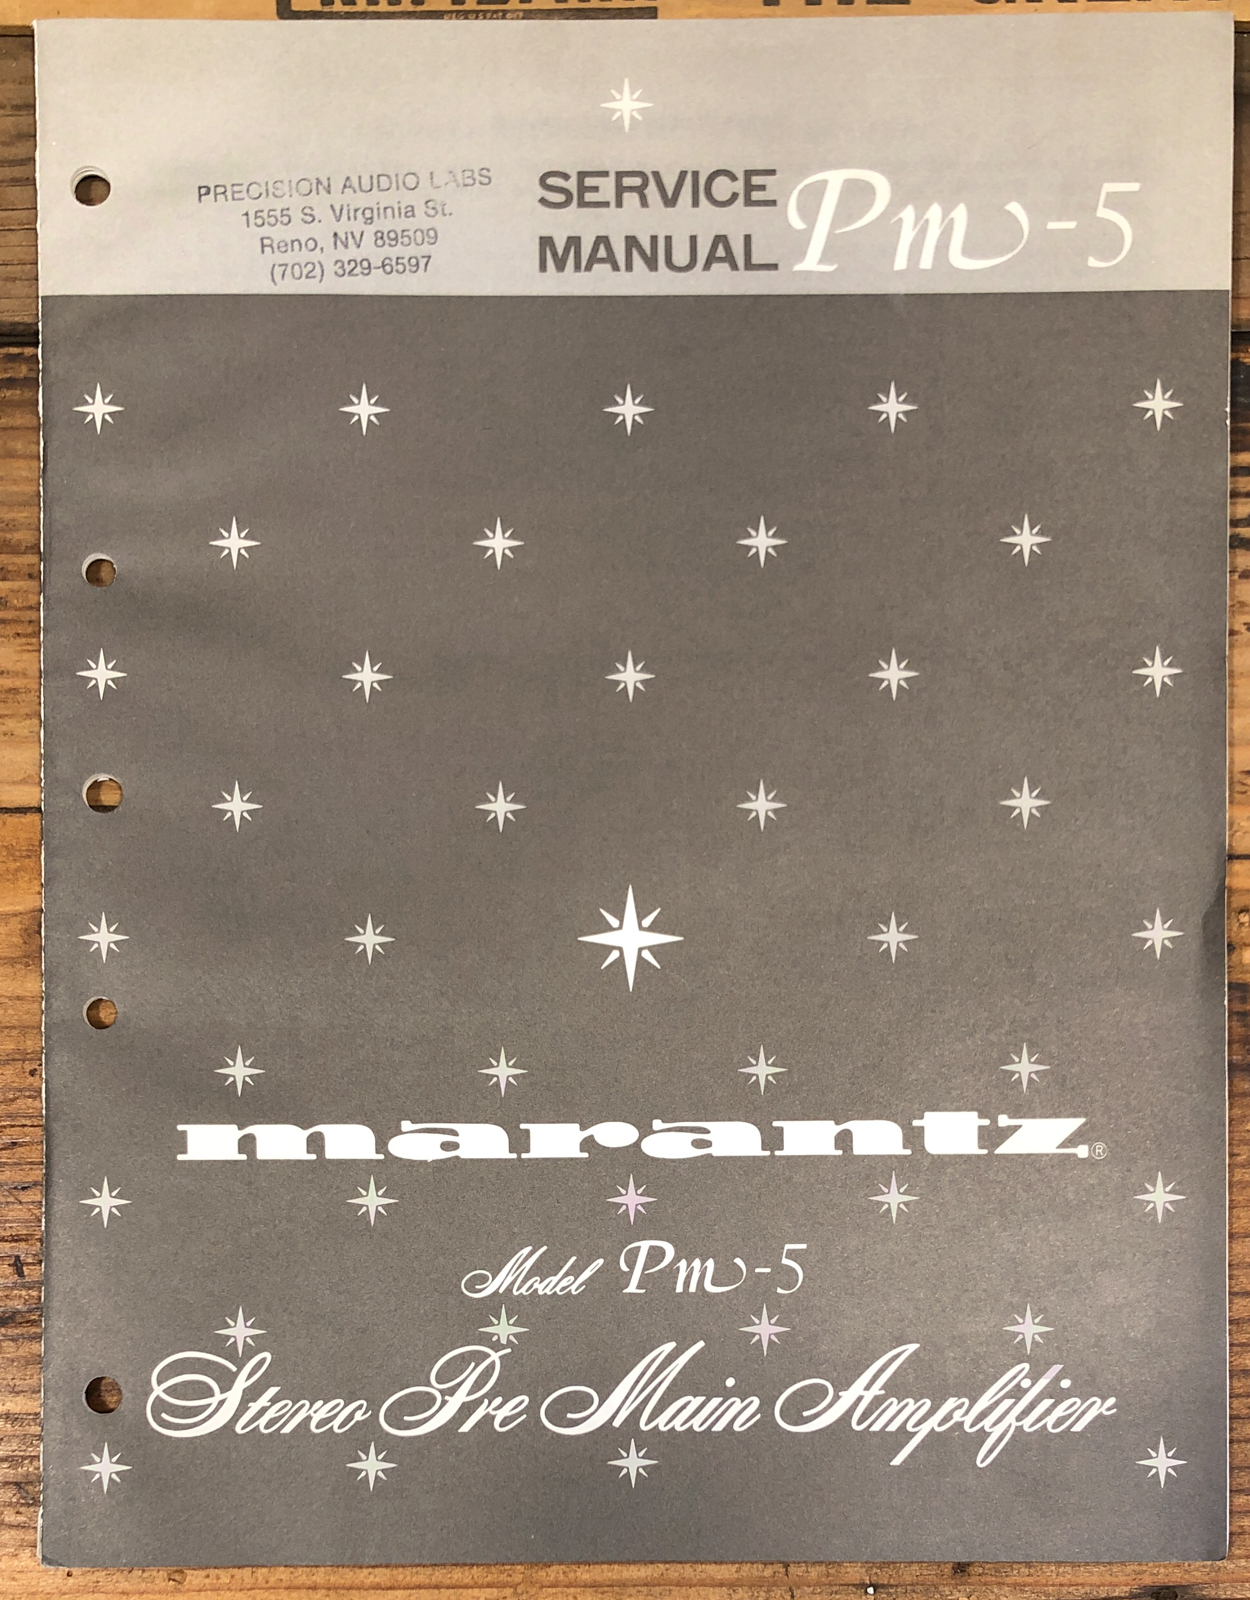 PRECISION AUDIO LABS
1555 S. Virginia St.
Reno, NV 89509
(702) 329-6597
SERVICE
MANUAL Pm-5
marantz®
Model Pm-5
Stereo Pre Main Amplifier